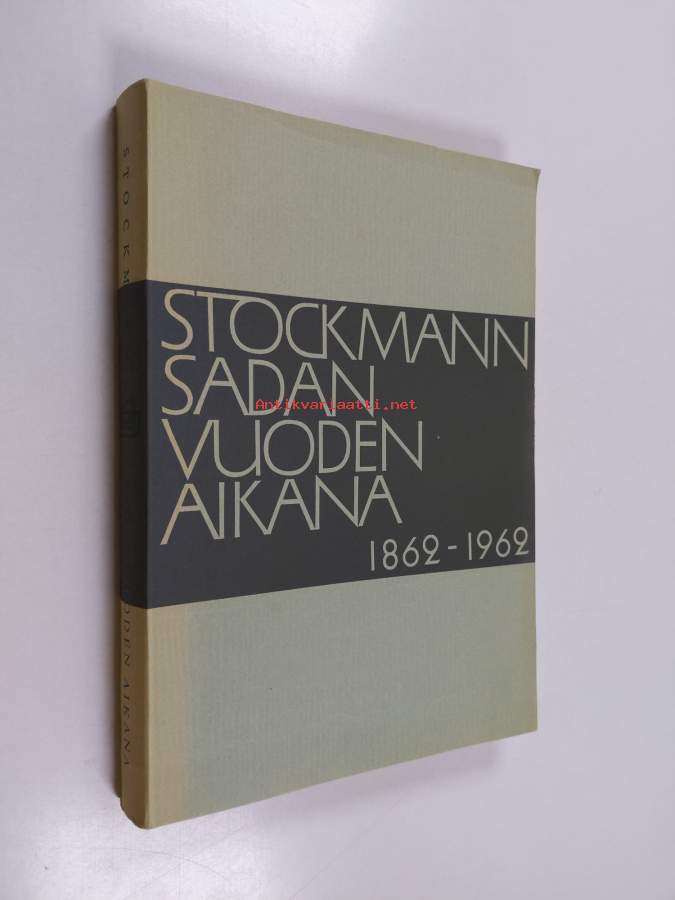 STOCKMANN
SADAN
VUODEN
AIKANA
1862-1962
Antikvariaatti.net
STOCKM
ODEN AIKANA